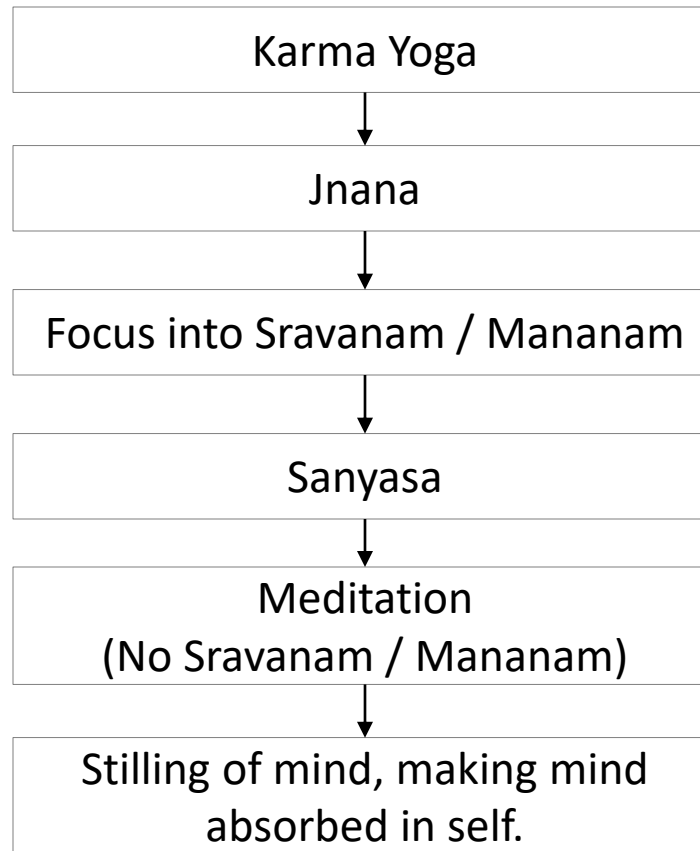 Karma Yoga
Jnana
Focus into Sravanam / Mananam
Sanyasa
Meditation
(No Sravanam / Mananam)
Stilling of mind, making mind
absorbed in self.